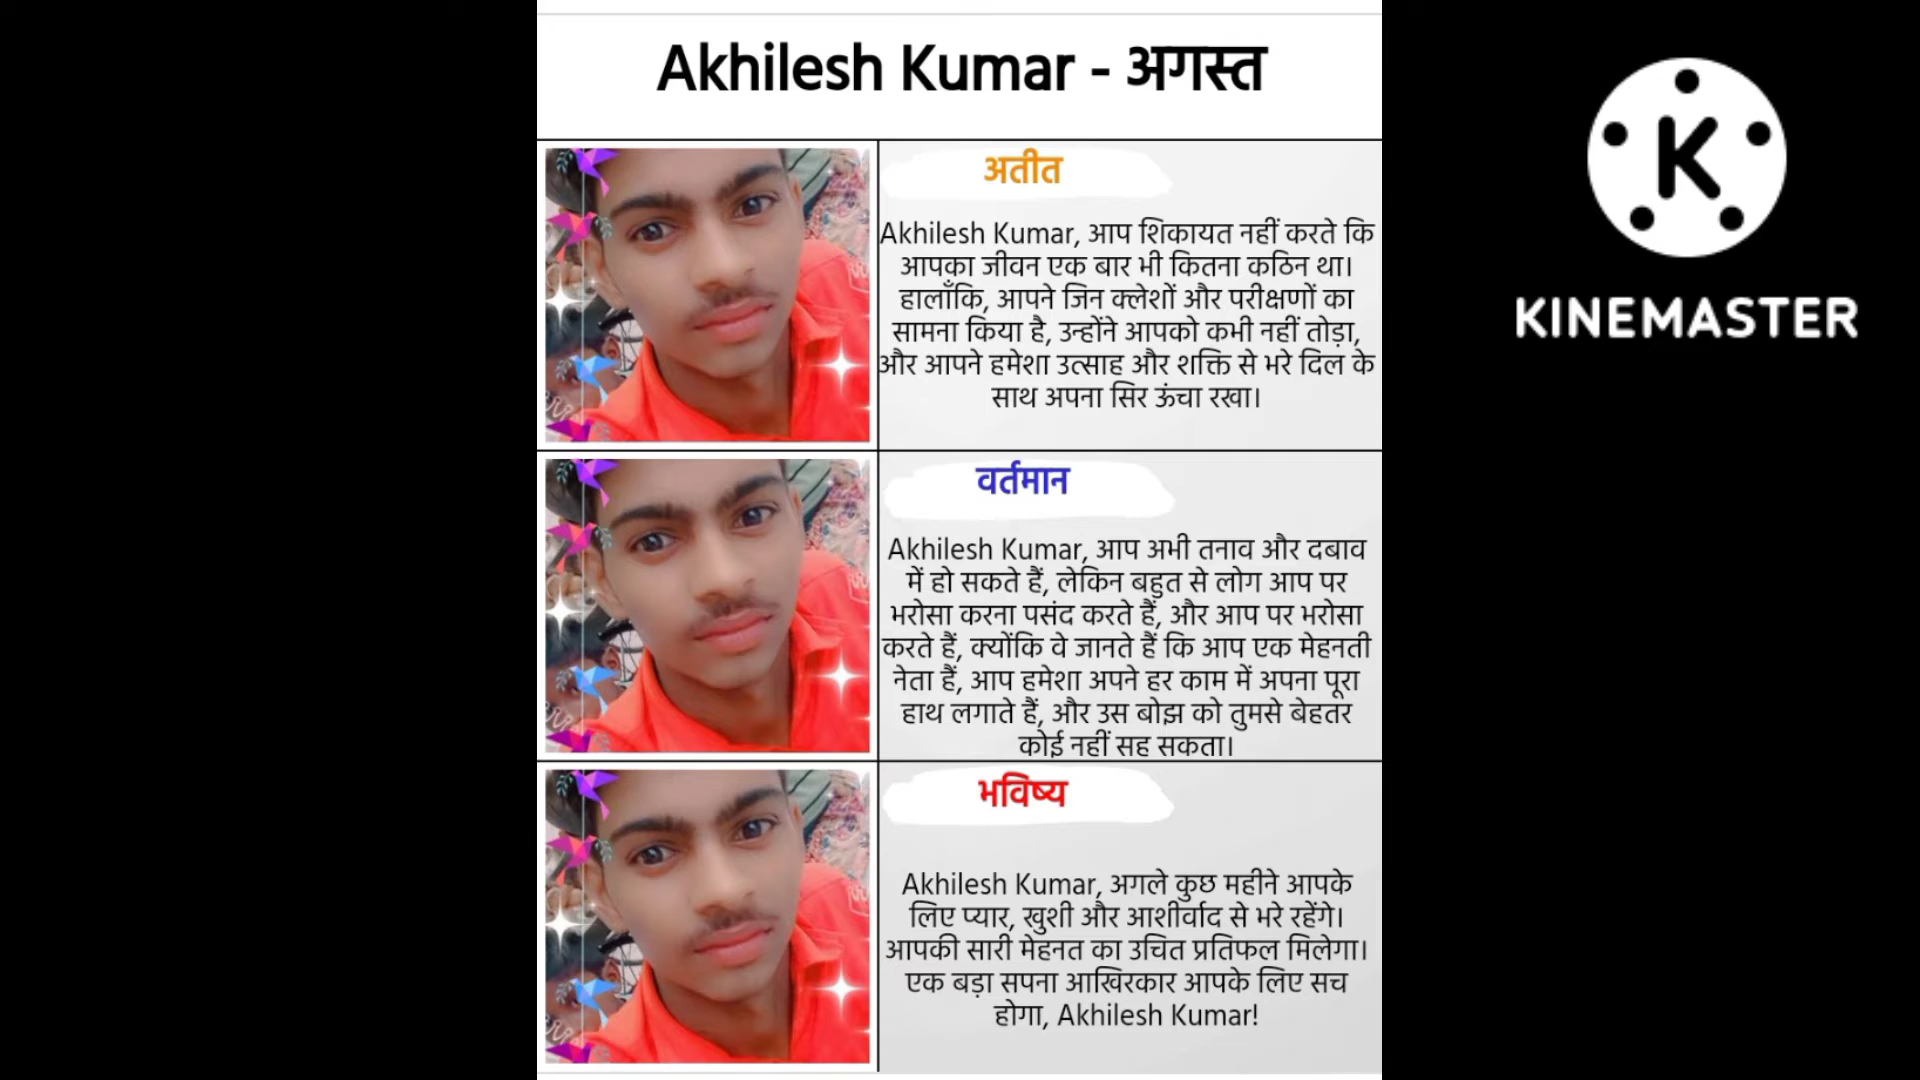 Akhilesh Kumar - अगस्त
अतीत
Akhilesh Kumar, आप शिकायत नहीं करते कि
आपका जीवन एक बार भी कितना कठिन था।
हालाँकि, आपने जिन क्लेशों और परीक्षणों का
सामना किया है, उन्होंने आपको कभी नहीं तोड़ा,
और आपने हमेशा उत्साह और शक्ति से भरे दिल के
साथ अपना सिर ऊंचा रखा।
वर्तमान
Akhilesh Kumar, आप अभी तनाव और दबाव
में हो सकते हैं, लेकिन बहुत से लोग आप पर
भरोसा करना पसंद करते हैं, और आप पर भरोसा
करते हैं, क्योंकि वे जानते हैं कि आप एक मेहनती
नेता हैं, आप हमेशा अपने हर काम में अपना पूरा
हाथ लगाते हैं, और उस बोझ को तुमसे बेहतर
कोई नहीं सह सकता।
भविष्य
Akhilesh Kumar, अगले कुछ महीने आपके
लिए प्यार, खुशी और आशीर्वाद से भरे रहेंगे।
आपकी सारी मेहनत का उचित प्रतिफल मिलेगा।
एक बड़ा सपना आखिरकार आपके लिए सच
होगा, Akhilesh Kumar!
K
KINEMASTER